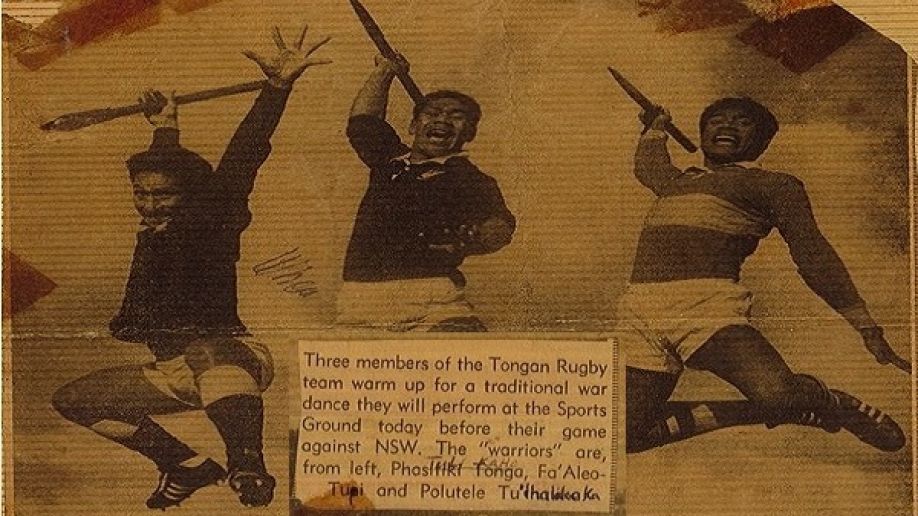 Three members of the Tongan Rugby
team warm up for a traditional war
dance they will perform at the Sports
Ground today before their game
against NSW. The "warriors" are,
from left, Tonga, Fa'Aleo-
Tupi and Polutele